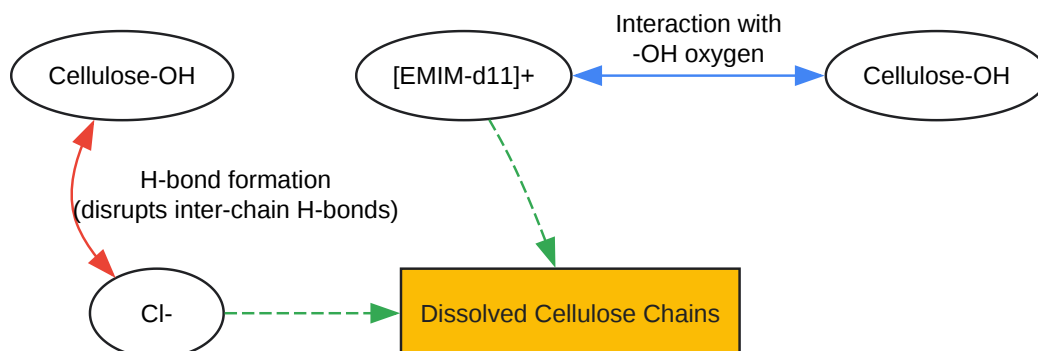 Interaction with
-OH oxygen
Cellulose-OH
[EMIM-d11]+
Cellulose-OH
H-bond formation
(disrupts inter-chain H-bonds)
Cl-
Dissolved Cellulose Chains